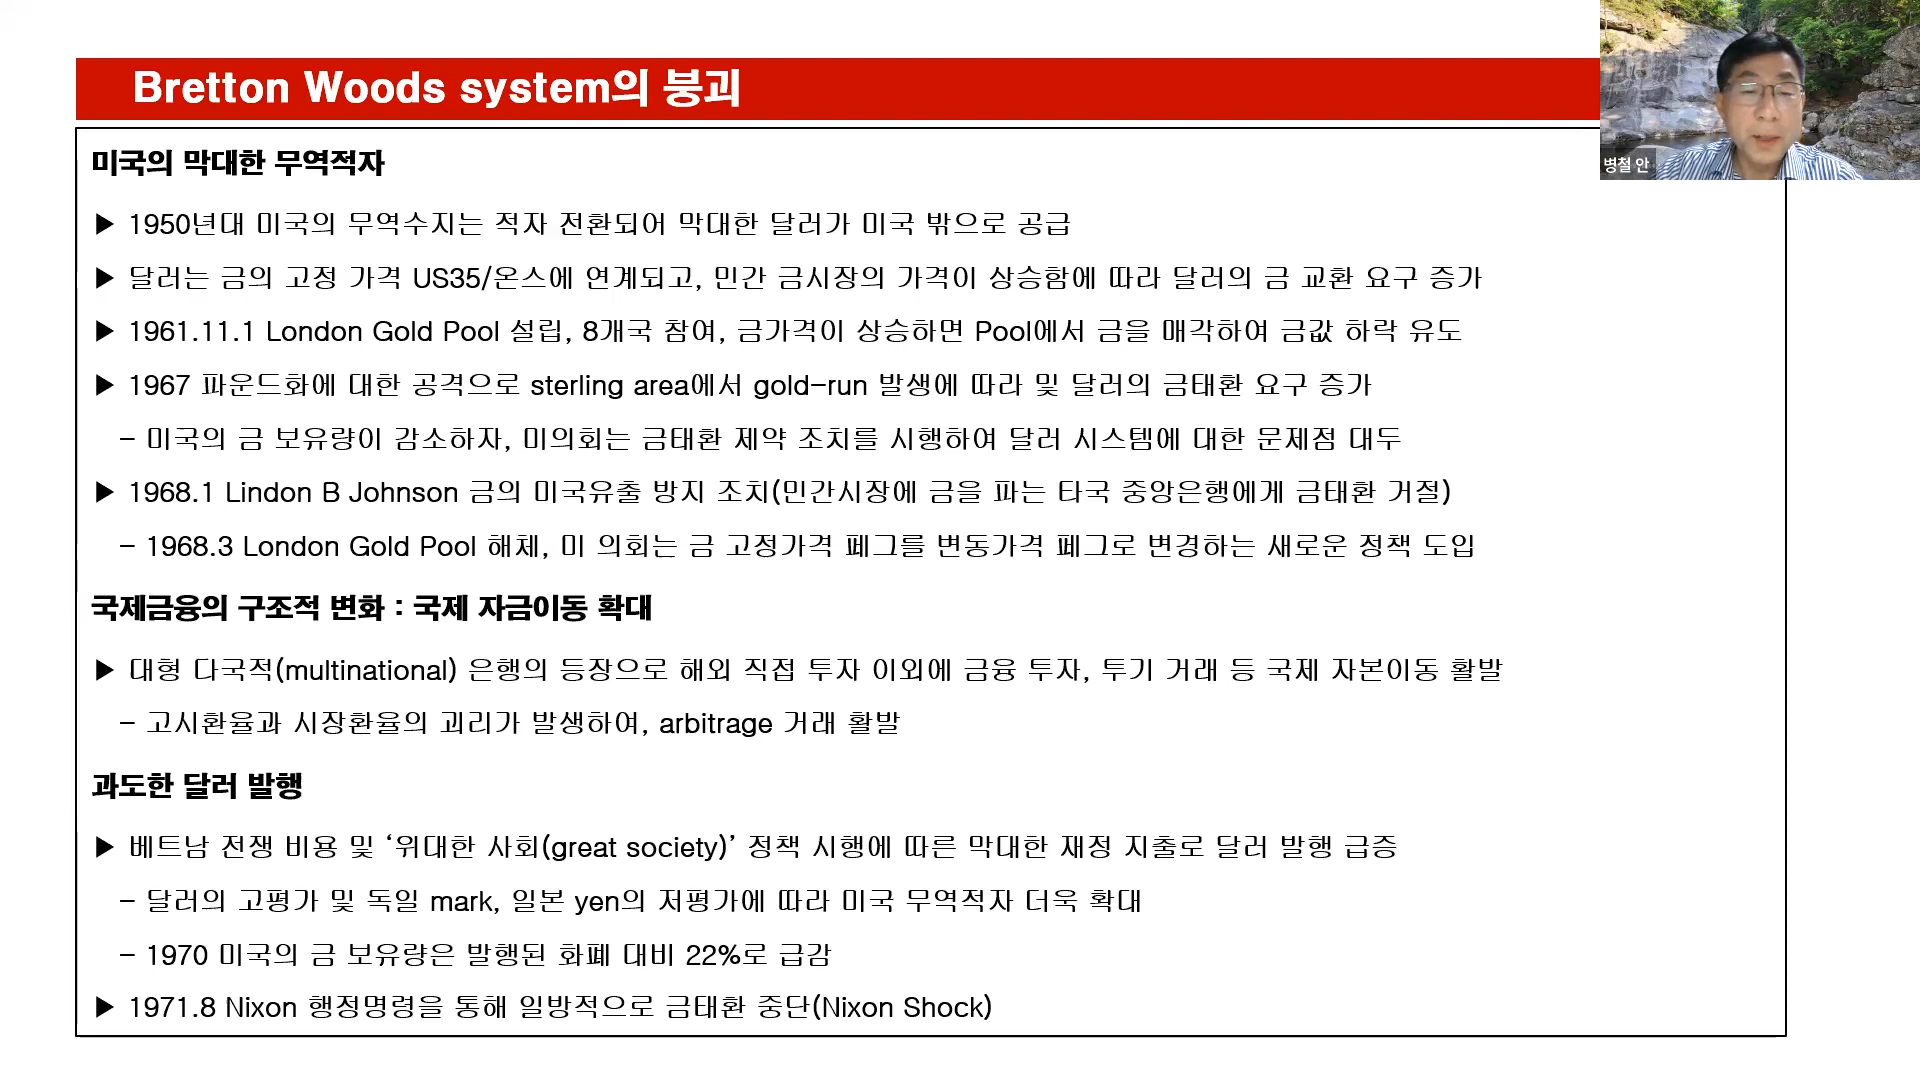 Bretton Woods system의 붕괴
병철 안
미국의 막대한 무역적자
▶ 1950년대 미국의 무역수지는 적자 전환되어 막대한 달러가 미국 밖으로 공급
▶ 달러는 금의 고정 가격 US35/온스에 연계되고, 민간 금시장의 가격이 상승함에 따라 달러의 금 교환 요구 증가
▶ 1961.11.1 London Gold Pool 설립, 8개국 참여, 금가격이 상승하면 Pool에서 금을 매각하여 금값 하락 유도
▶ 1967 파운드화에 대한 공격으로 sterling area에서 gold-run 발생에 따라 및 달러의 금태환 요구 증가
- 미국의 금 보유량이 감소하자, 미의회는 금태환 제약 조치를 시행하여 달러 시스템에 대한 문제점 대두
▶ 1968.1 Lindon B Johnson 금의 미국유출 방지 조치(민간시장에 금을 파는 타국 중앙은행에게 금태환 거절)
- 1968.3 London Gold Pool 해체, 미 의회는 금 고정가격 페그를 변동가격 페그로 변경하는 새로운 정책 도입
국제금융의 구조적 변화 : 국제 자금이동 확대
▶ 대형 다국적(multinational) 은행의 등장으로 해외 직접 투자 이외에 금융 투자, 투기 거래 등 국제 자본이동 활발
- 고시환율과 시장환율의 괴리가 발생하여, arbitrage 거래 활발
과도한 달러 발행
▶ 베트남 전쟁 비용 및 ‘위대한 사회(great society)’ 정책 시행에 따른 막대한 재정 지출로 달러 발행 급증
- 달러의 고평가 및 독일 mark, 일본 yen의 저평가에 따라 미국 무역적자 더욱 확대
- 1970 미국의 금 보유량은 발행된 화폐 대비 22%로 급감
▶ 1971.8 Nixon 행정명령을 통해 일방적으로 금태환 중단(Nixon Shock)